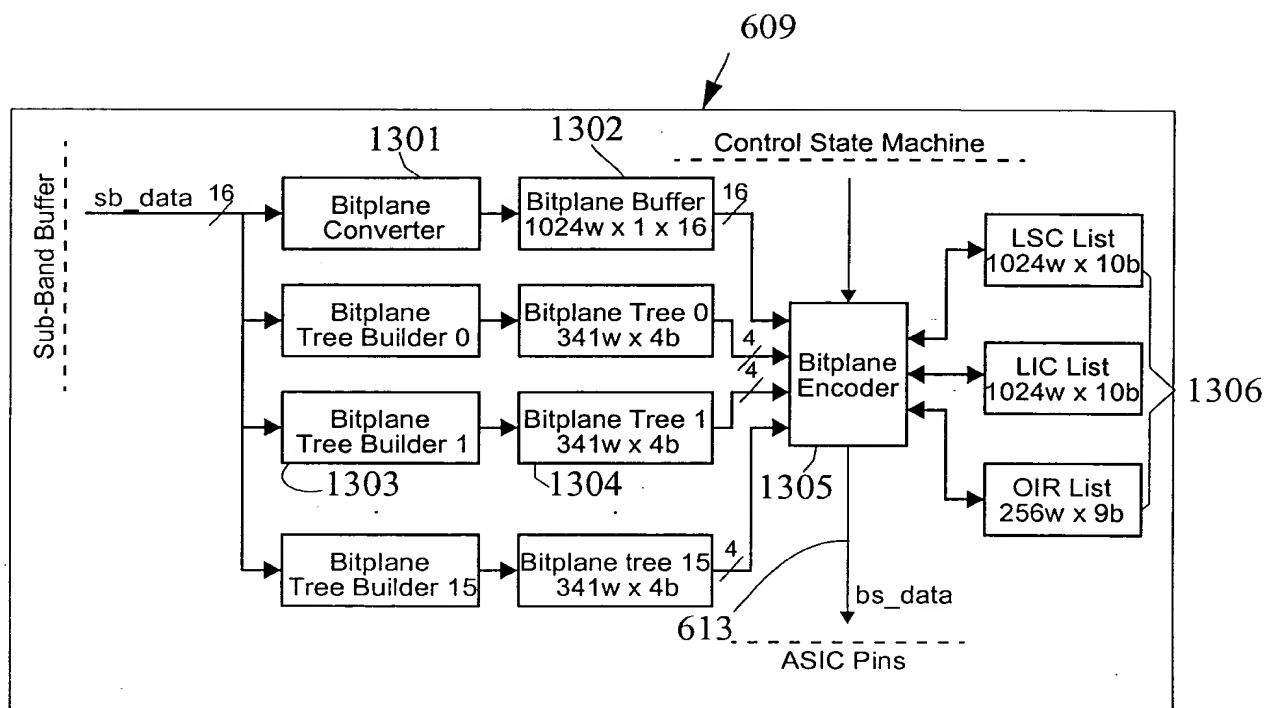 609
1301
1302
Control State Machine
Sub-Band Buffer
sb_data
16
Bitplane
Converter
Bitplane Buffer
1024w x 1 x 16
16
LSC List
1024w x 10b
Bitplane
Tree Builder 0
Bitplane Tree 0
341w x 4b
4
Bitplane
Encoder
LIC List
1024w x 10b
1306
Bitplane
Tree Builder 1
Bitplane Tree 1
341w x 4b
4
1303
1304
1305
OIR List
256w x 9b
Bitplane
Tree Builder 15
Bitplane tree 15
341w x 4b
4
613
bs_data
ASIC Pins